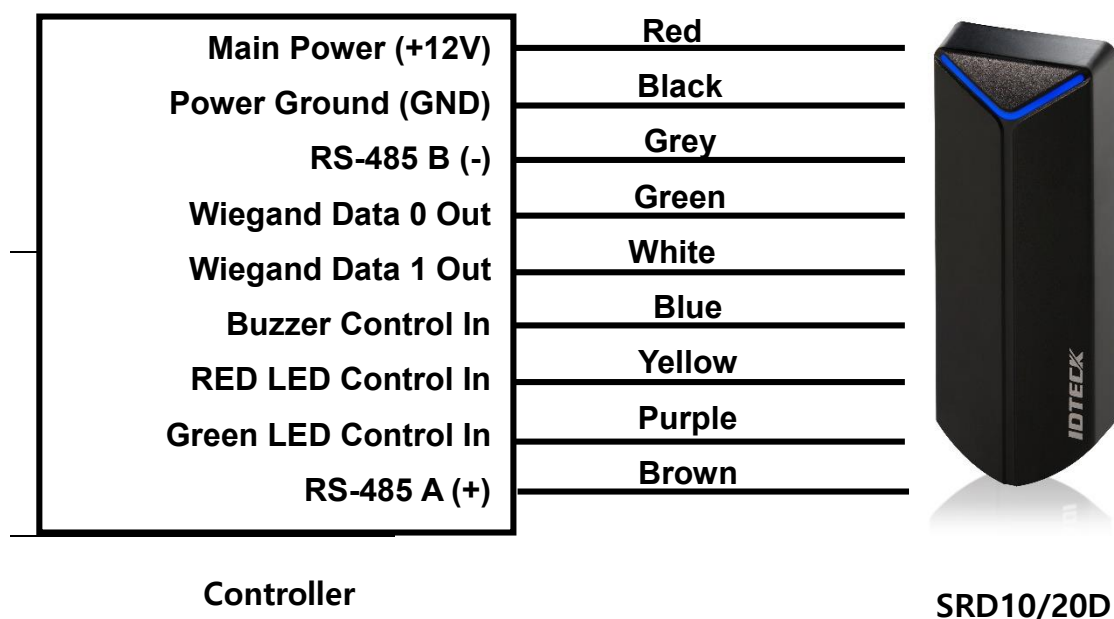 Main Power (+12V) Red
Power Ground (GND) Black
RS-485 B (-) Grey
Wiegand Data 0 Out Green
Wiegand Data 1 Out White
Buzzer Control In Blue
RED LED Control In Yellow
Green LED Control In Purple
RS-485 A (+) Brown
IDTECK
Controller
SRD10/20D